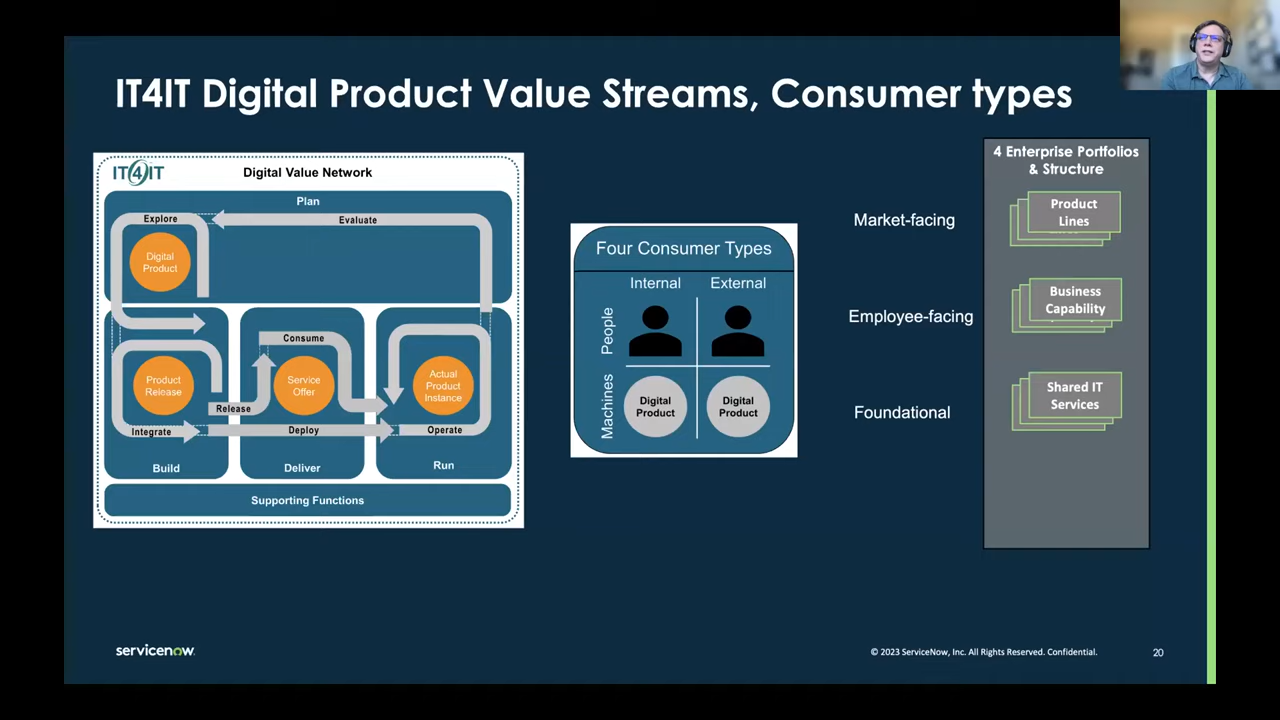 IT4IT Digital Product Value Streams, Consumer types
IT4IT
Digital Value Network
Plan
Explore
Evaluate
Digital
Product
Consume
Product
Release
Service
Offer
Actual
Product
Instance
Release
Integrate
Deploy
Operate
Build
Deliver
Run
Supporting Functions
Four Consumer Types
Internal
External
People
Machines
Digital
Product
Digital
Product
Market-facing
Employee-facing
Foundational
4 Enterprise Portfolios
& Structure
Product
Lines
Business
Capability
Shared IT
Services
servicenow
© 2023 ServiceNow, Inc. All Rights Reserved. Confidential.
20